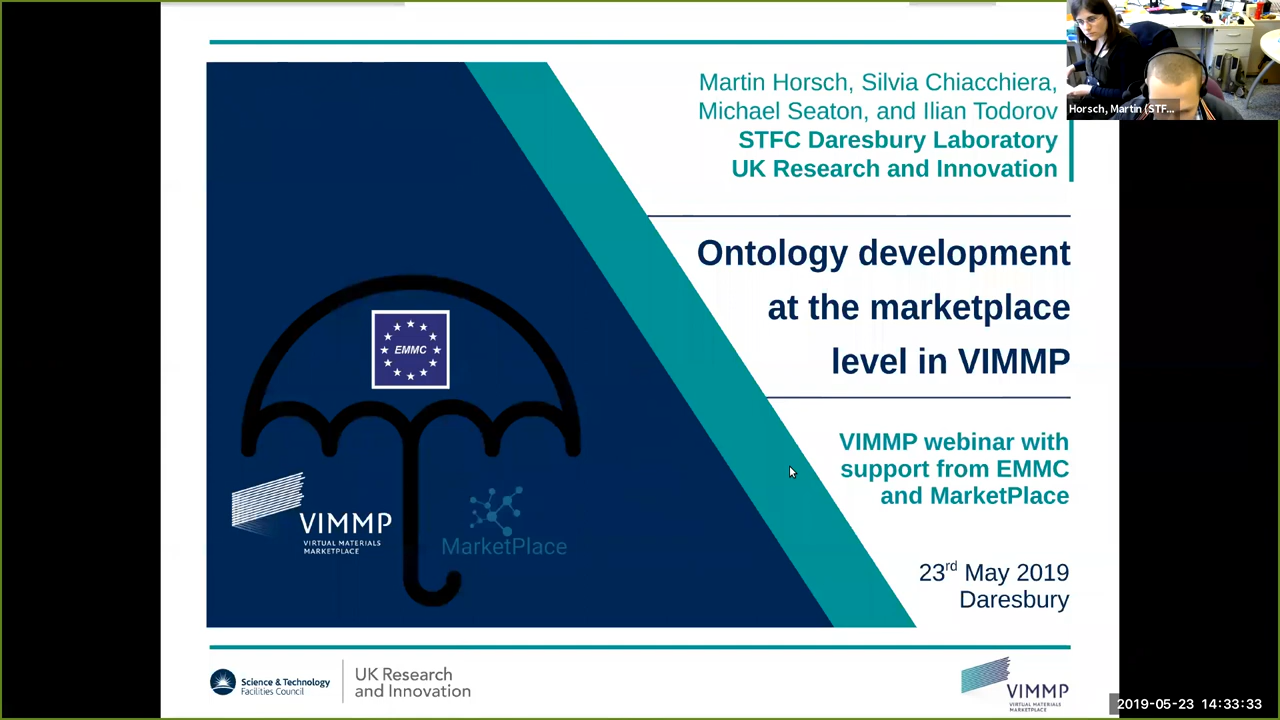 Martin Horsch, Silvia Chiacchiera,
Michael Seaton, and Ilian Todorov
STFC Daresbury Laboratory
UK Research and Innovation
Horsch, Martin (STF...
Ontology development
at the marketplace
level in VIMMP
EMMC
VIMMP
VIRTUAL MATERIALS
MARKETPLACE
MarketPlace
VIMMP webinar with
support from EMMC
and MarketPlace
23rd May 2019
Daresbury
Science & Technology
Facilities Council
UK Research
and Innovation
VIMMP
VIRTUAL MATERIALS
MARKETPLACE
2019-05-23 14:33:33